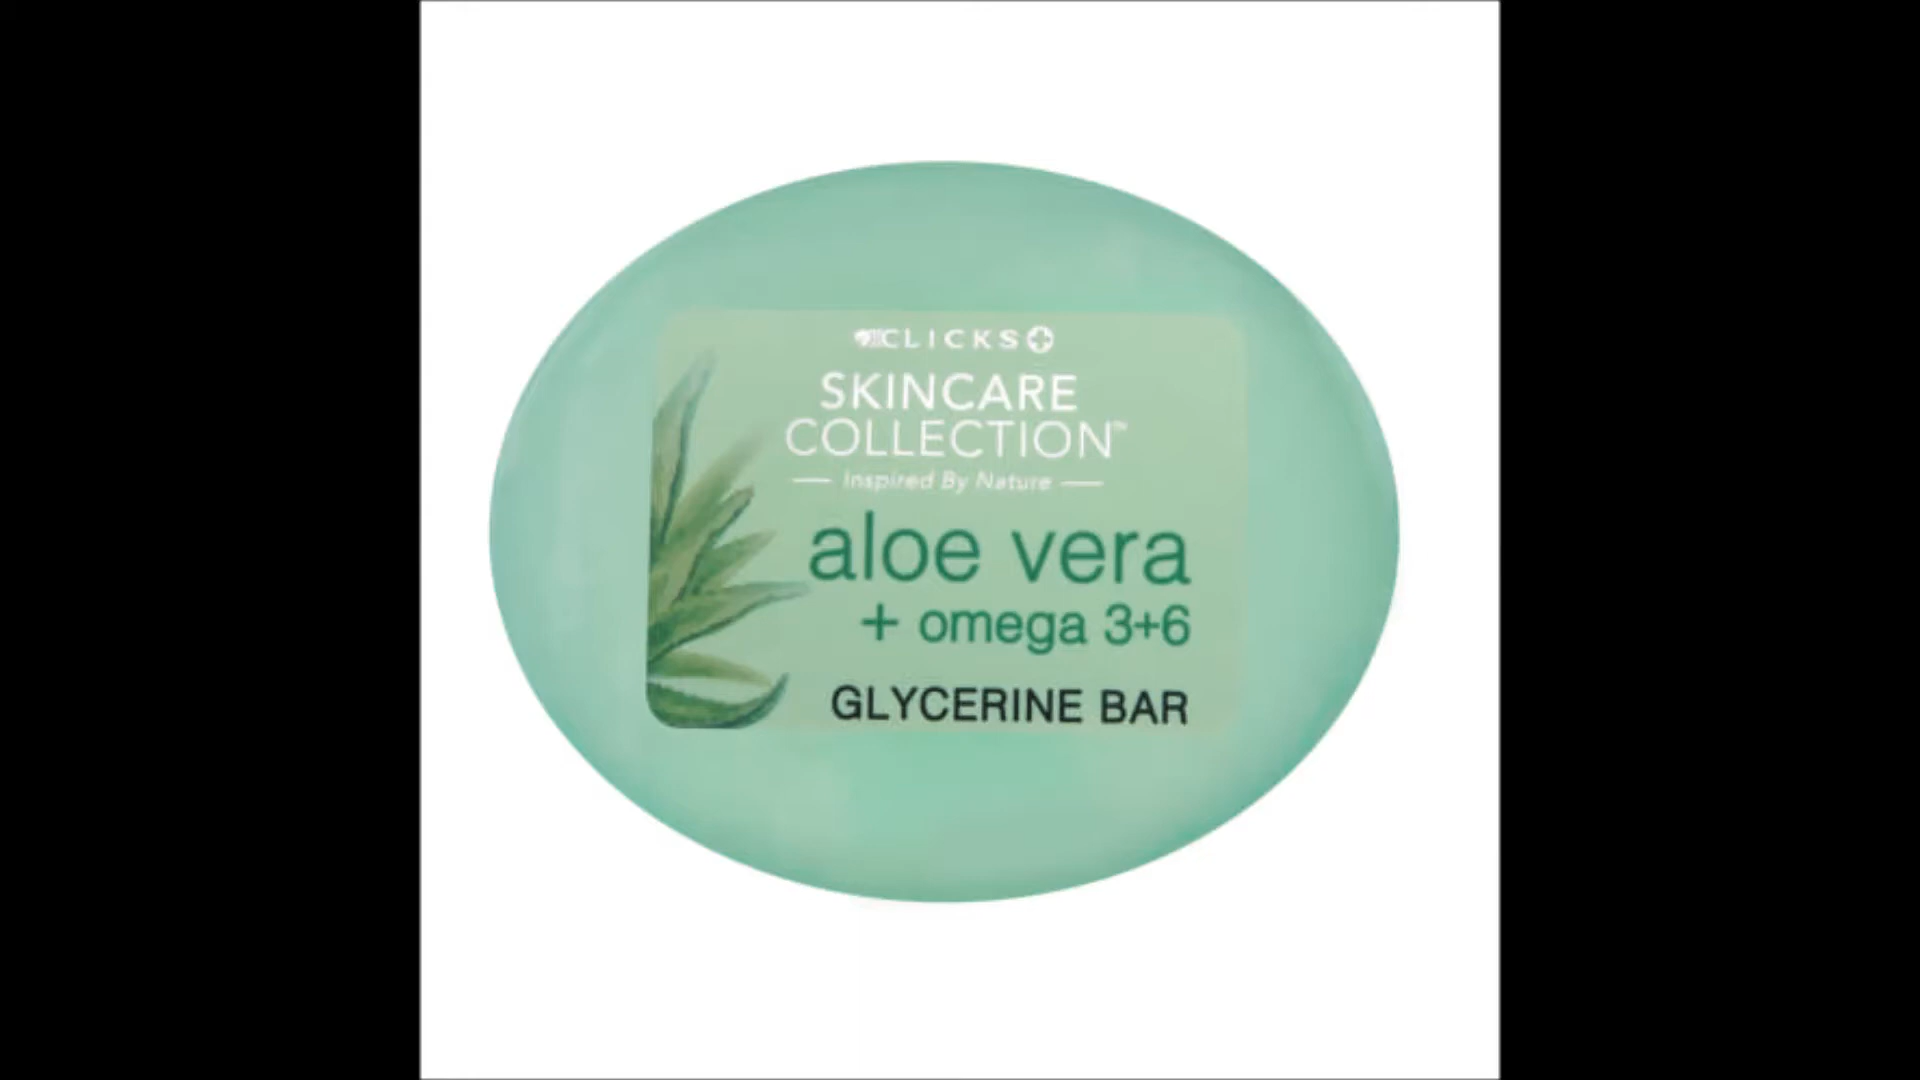 CLICKS
SKINCARE
COLLECTION™
Inspired By Nature
aloe vera
+ omega 3+6
GLYCERINE BAR